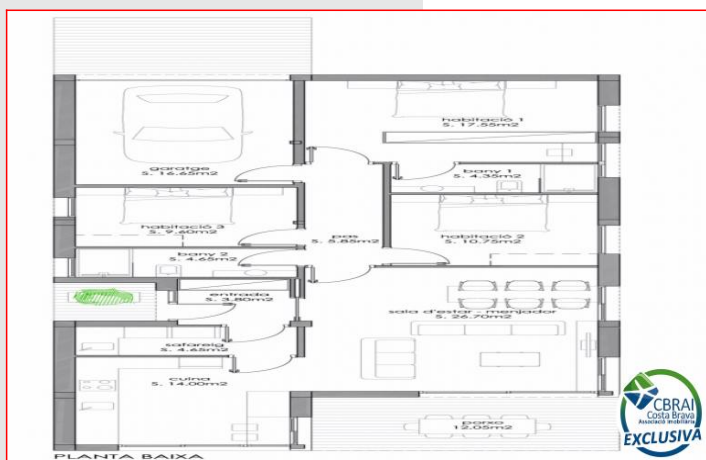 habitació 1
S. 17.55m2
garatge
S. 16.65m2
bany 1
S. 4.35m2
habitació 3
S. 9.60m2
pas
S. 5.85m2
habitació 2
S. 10.75m2
bany 2
S. 4.65m2
entrada
S. 3.80m2
sala d'estar - menjador
S. 26.70m2
safareig
S. 4.65m2
cuina
S. 14.00m2
porxo
12.05m2
PLANTA BAIXA
CBRAI
Costa Brava
Associació Immobiliària
EXCLUSIVA